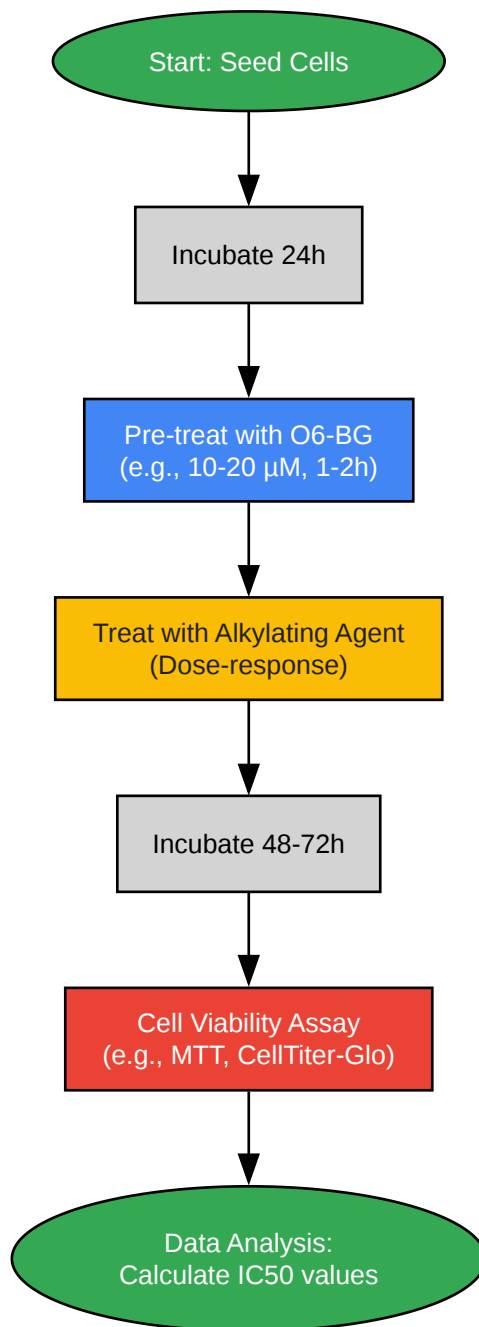 Start: Seed Cells
Incubate 24h
Pre-treat with O6-BG
(e.g., 10-20 µM, 1-2h)
Treat with Alkylating Agent
(Dose-response)
Incubate 48-72h
Cell Viability Assay
(e.g., MTT, CellTiter-Glo)
Data Analysis:
Calculate IC50 values